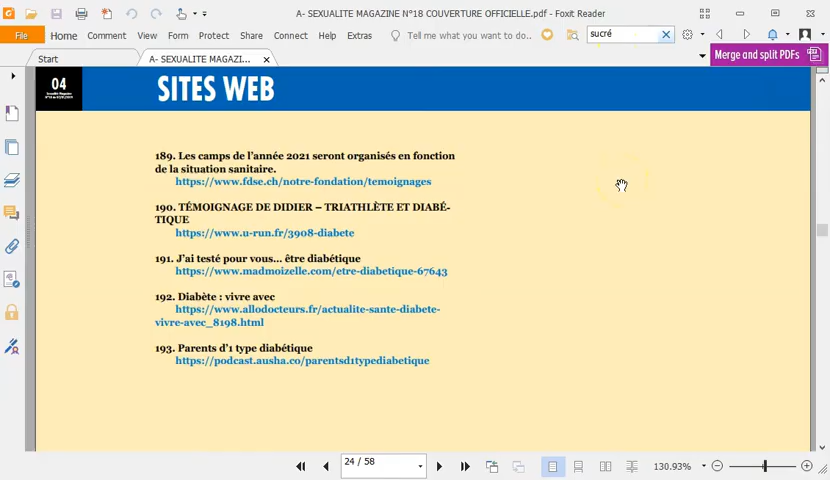 A- SEXUALITE MAGAZINE N°18 COUVERTURE OFFICIELLE.pdf - Foxit Reader
File Home Comment View Form Protect Share Connect Help Extras Tell me what you want to do... sucré
Start A- SEXUALITE MAGAZI... Merge and split PDFs
04
SITES WEB
189. Les camps de l'année 2021 seront organisés en fonction
de la situation sanitaire.
https://www.fdse.ch/notre-fondation/temoignages
190. TÉMOIGNAGE DE DIDIER – TRIATHLÈTE ET DIABÉ-
TIQUE
https://www.u-run.fr/3908-diabete
191. J'ai testé pour vous... être diabétique
https://www.madmoizelle.com/etre-diabetique-67643
192. Diabète : vivre avec
https://www.allodocteurs.fr/actualite-sante-diabete-
vivre-avec_8198.html
193. Parents d'1 type diabétique
https://podcast.ausha.co/parentsd1typediabetique
24 / 58 130.93%